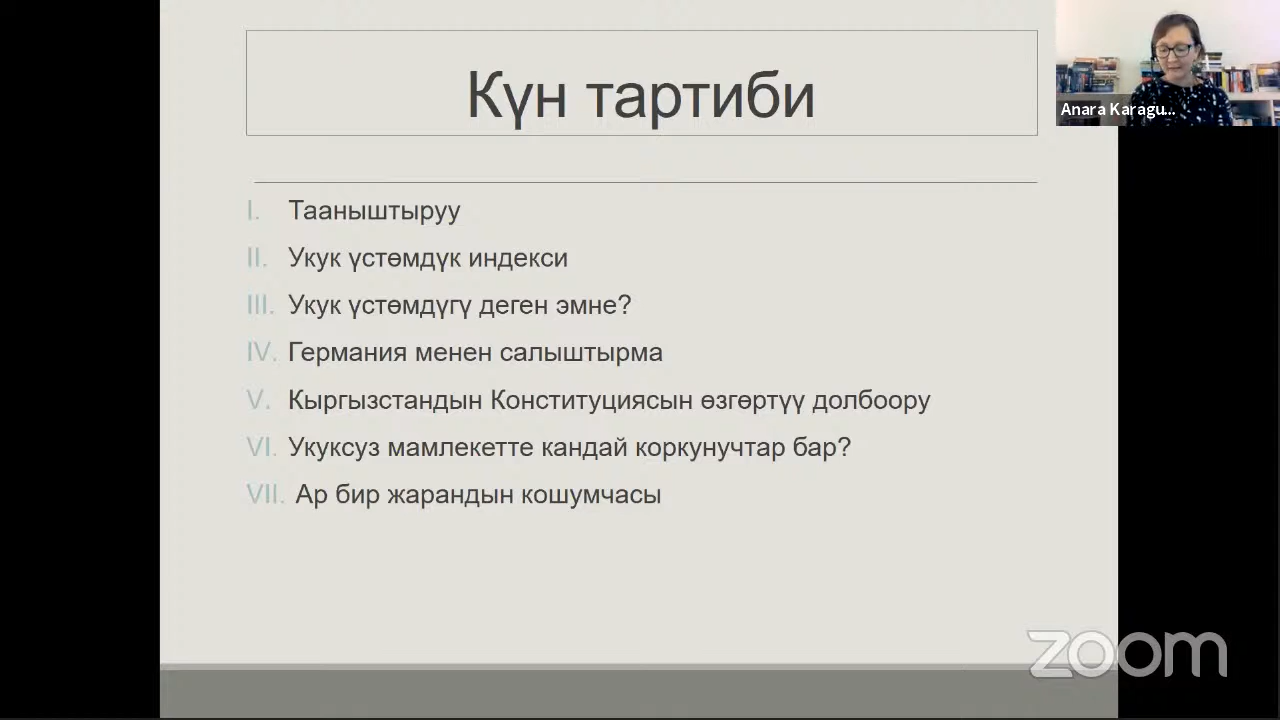 Күн тартиби
Anara Karagu...
I. Тааныштыруу
II. Укук үстөмдүк индекси
III. Укук үстөмдүгү деген эмне?
IV. Германия менен салыштырма
V. Кыргызстандын Конституциясын өзгөртүү долбоору
VI. Укуксуз мамлекетте кандай коркунучтар бар?
VII. Ар бир жарандын кошумчасы
zoom